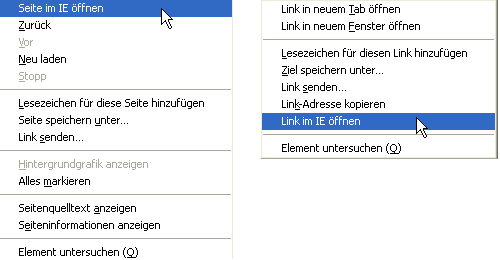 Seite im IE öffnen
Zurück
Vor
Neu laden
Stopp
Lesezeichen für diese Seite hinzufügen
Seite speichern unter...
Link senden...
Hintergrundgrafik anzeigen
Alles markieren
Seitenquelltext anzeigen
Seiteninformationen anzeigen
Element untersuchen (Q)
Link in neuem Tab öffnen
Link in neuem Fenster öffnen
Lesezeichen für diesen Link hinzufügen
Ziel speichern unter...
Link senden...
Link-Adresse kopieren
Link im IE öffnen
Element untersuchen (Q)